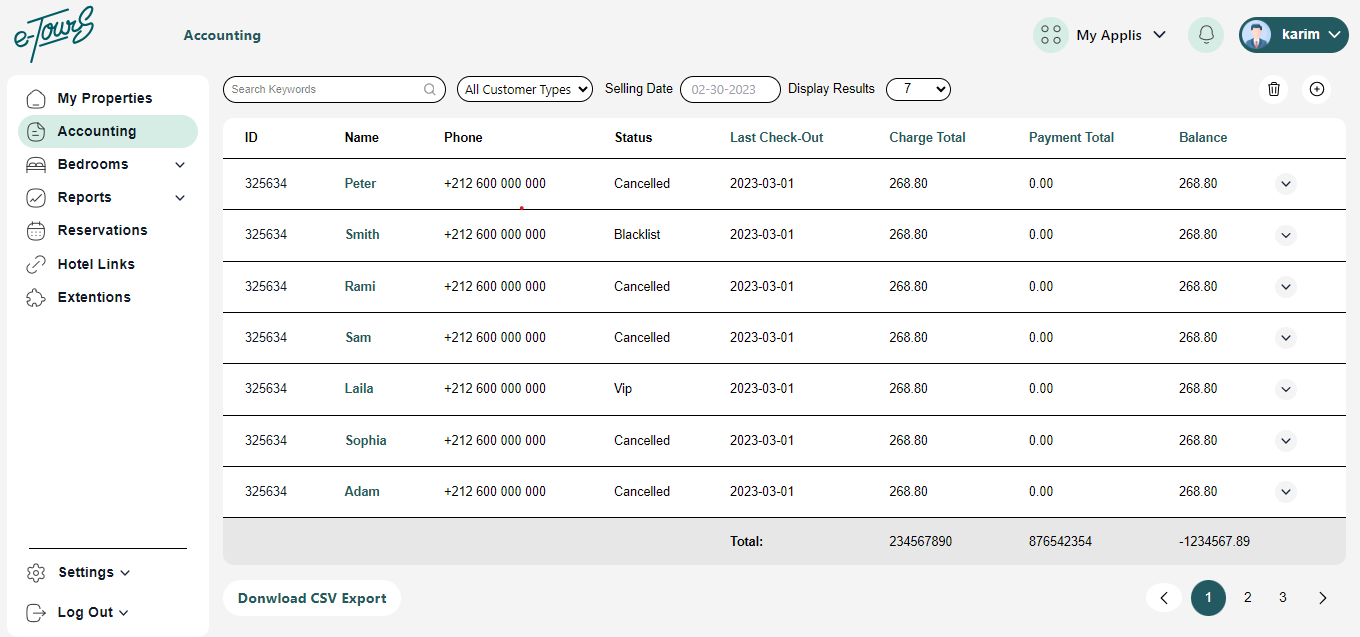 e-Tours
Accounting
My Applis
karim
My Properties
Accounting
Bedrooms
Reports
Reservations
Hotel Links
Extentions
Settings
Log Out
Search Keywords
All Customer Types
Selling Date
02-30-2023
Display Results
7
ID Name Phone Status Last Check-Out Charge Total Payment Total Balance
325634 Peter +212 600 000 000 Cancelled 2023-03-01 268.80 0.00 268.80
325634 Smith +212 600 000 000 Blacklist 2023-03-01 268.80 0.00 268.80
325634 Rami +212 600 000 000 Cancelled 2023-03-01 268.80 0.00 268.80
325634 Sam +212 600 000 000 Cancelled 2023-03-01 268.80 0.00 268.80
325634 Laila +212 600 000 000 Vip 2023-03-01 268.80 0.00 268.80
325634 Sophia +212 600 000 000 Cancelled 2023-03-01 268.80 0.00 268.80
325634 Adam +212 600 000 000 Cancelled 2023-03-01 268.80 0.00 268.80
Total: 234567890 876542354 -1234567.89
Donwload CSV Export
1 2 3